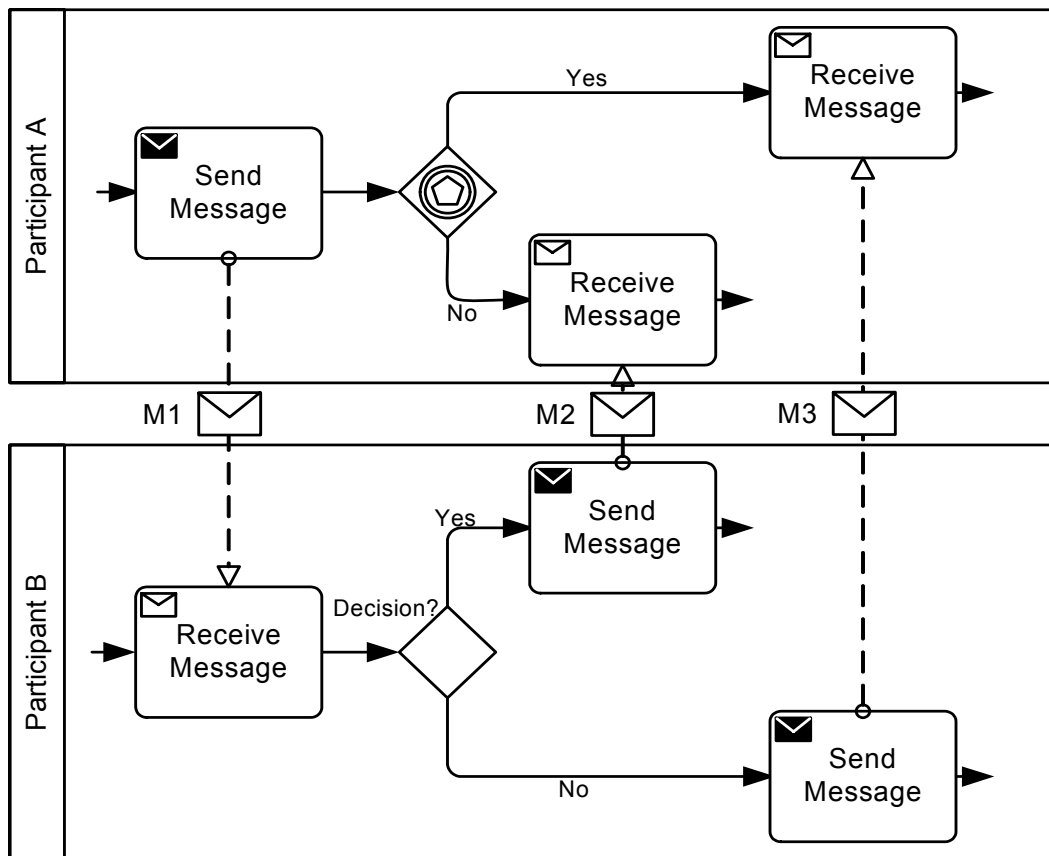 Participant A
Send
Message
Yes
Receive
Message
No
Receive
Message
M1
M2
M3
Participant B
Receive
Message
Decision?
Yes
Send
Message
No
Send
Message